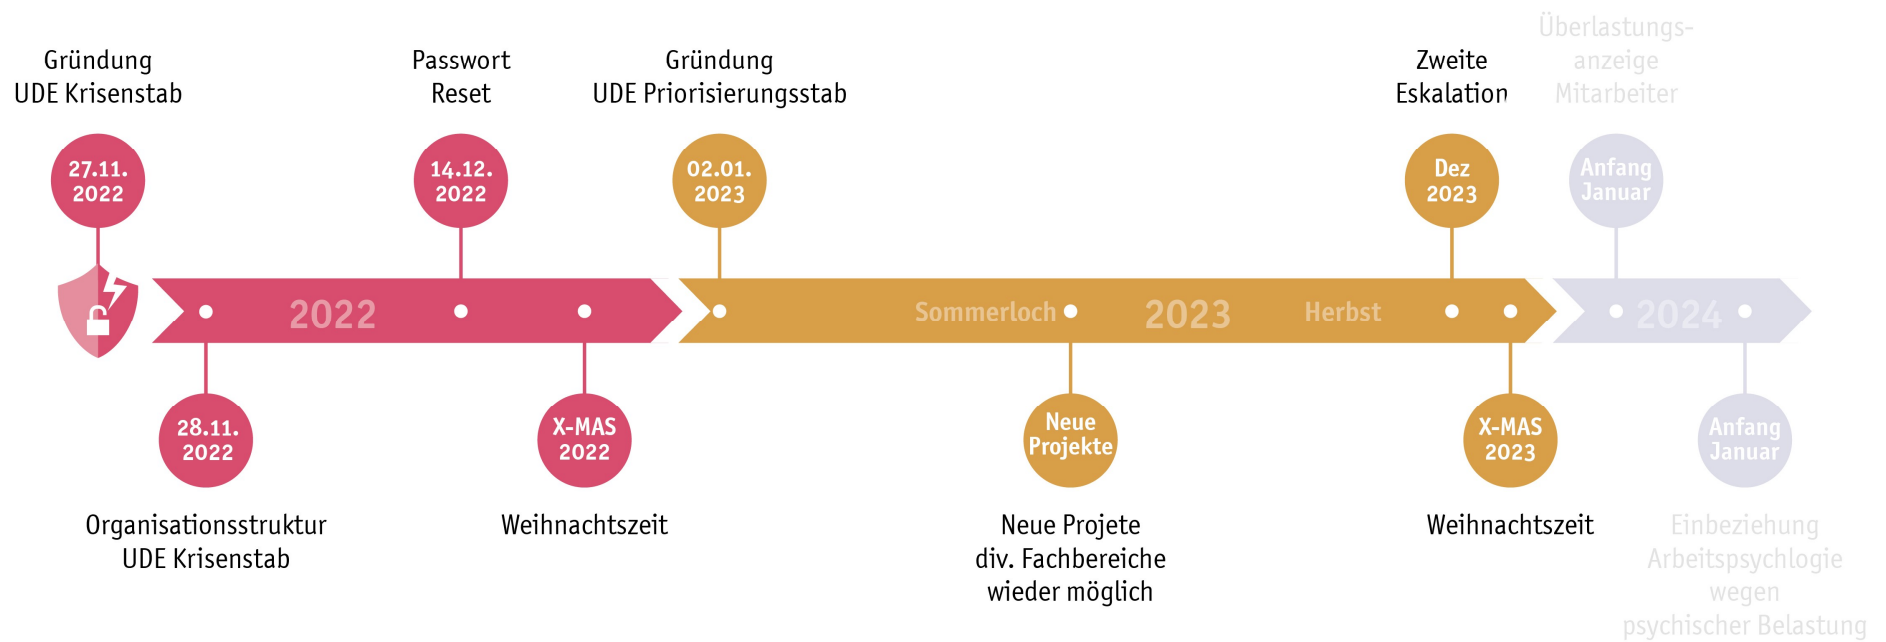 Gründung
UDE Krisenstab
27.11.
2022
Passwort
Reset
14.12.
2022
Gründung
UDE Priorisierungsstab
02.01.
2023
Zweite
Eskalation
Dez
2023
Überlastungs-
anzeige
Mitarbeiter
Anfang
Januar
2022
Sommerloch
2023
Herbst
2024
28.11.
2022
Organisationsstruktur
UDE Krisenstab
X-MAS
2022
Weihnachtszeit
Neue
Projekte
Neue Projete
div. Fachbereiche
wieder möglich
X-MAS
2023
Weihnachtszeit
Anfang
Januar
Einbeziehung
Arbeitspsychlogie
wegen
psychischer Belastung